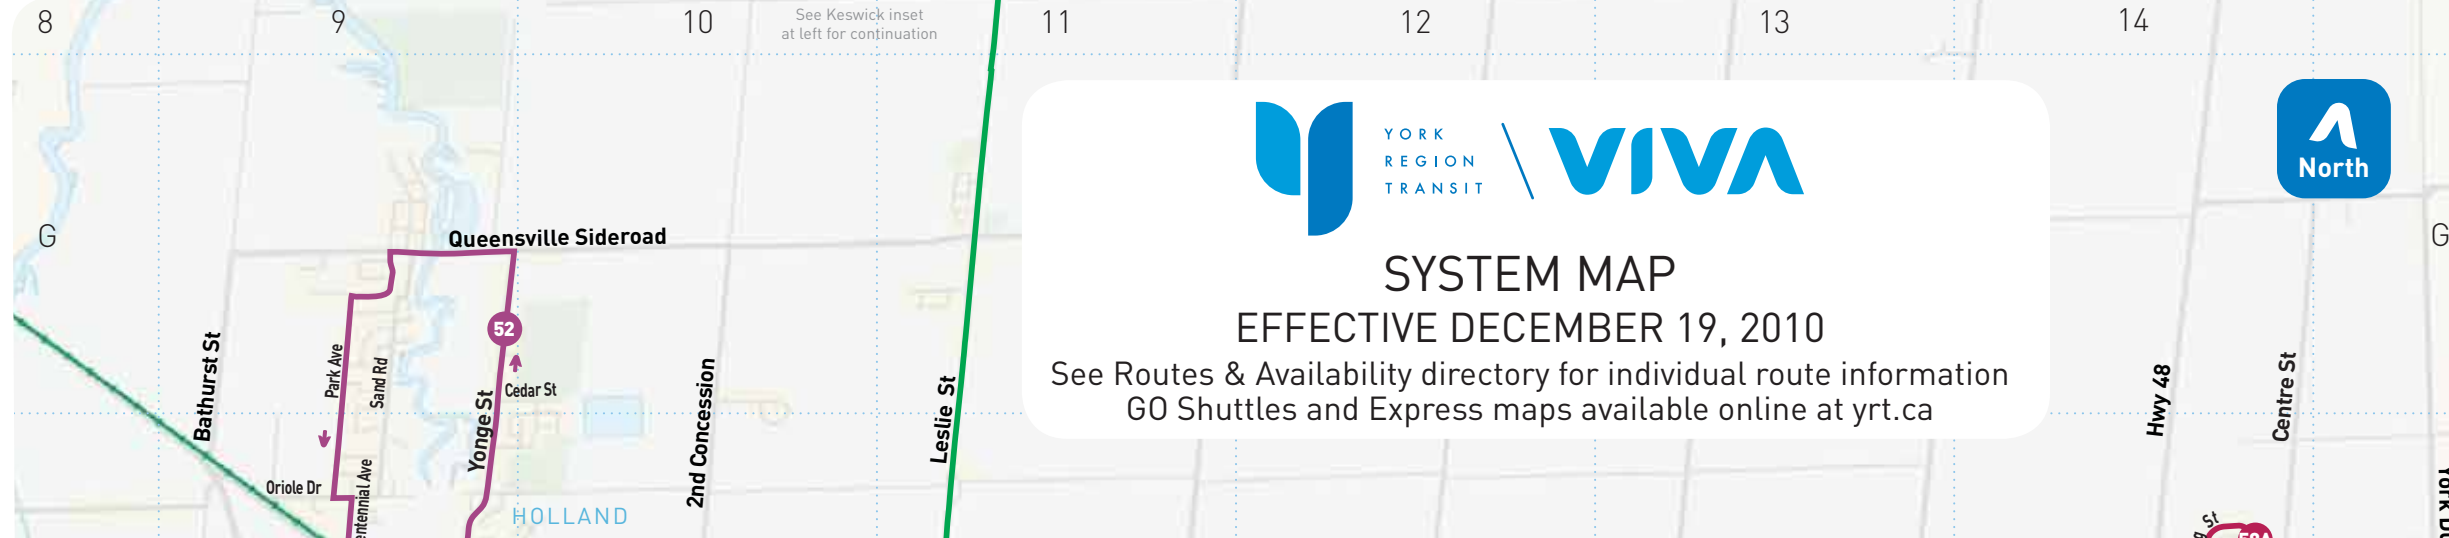 8
9
10
See Keswick inset
at left for continuation
11
12
13
14
YORK
REGION
TRANSIT
VIVA
North
G
Queensville Sideroad
G
SYSTEM MAP
EFFECTIVE DECEMBER 19, 2010
See Routes & Availability directory for individual route information
GO Shuttles and Express maps available online at yrt.ca
52
Bathurst St
Park Ave
Sand Rd
Cedar St
Yonge St
2nd Concession
Leslie St
Hwy 48
Centre St
Oriole Dr
HOLLAND
St